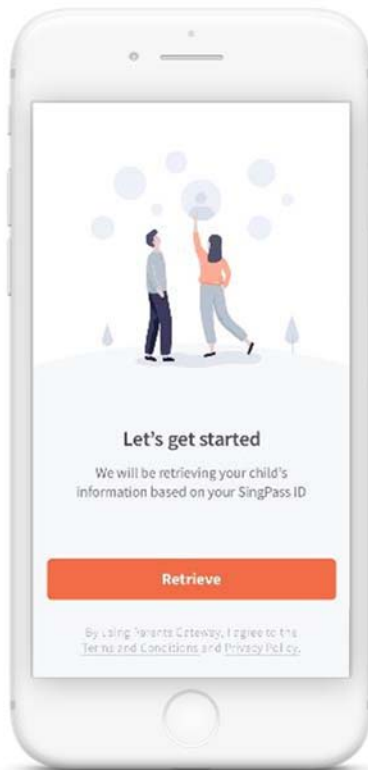 Let's get started
We will be retrieving your child's
information based on your SingPass ID
Retrieve
By using Parents Gateway, I agree to the
Terms and Conditions and Privacy Policy.